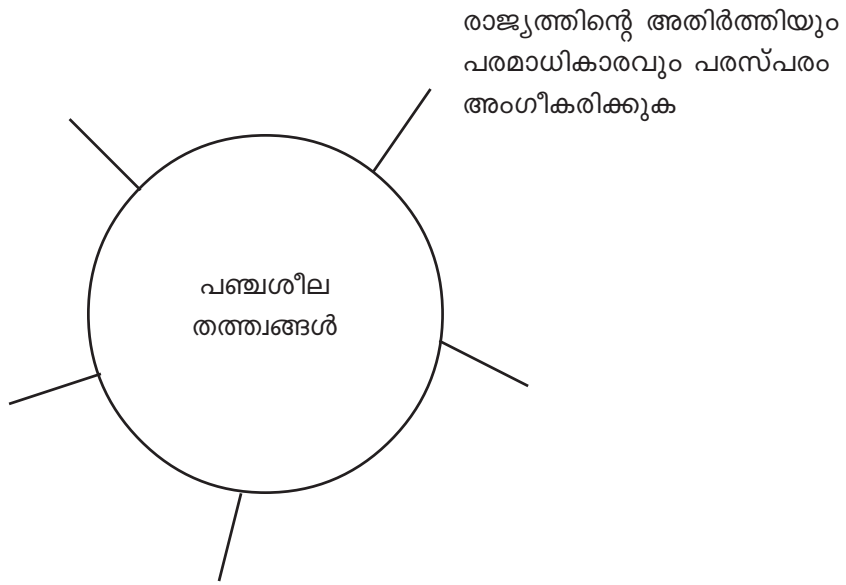 രാജ്യത്തിന്റെ അതിർത്തിയും
പരമാധികാരവും പരസ്പരം
അംഗീകരിക്കുക
പഞ്ചശീല
തത്ത്വങ്ങൾ